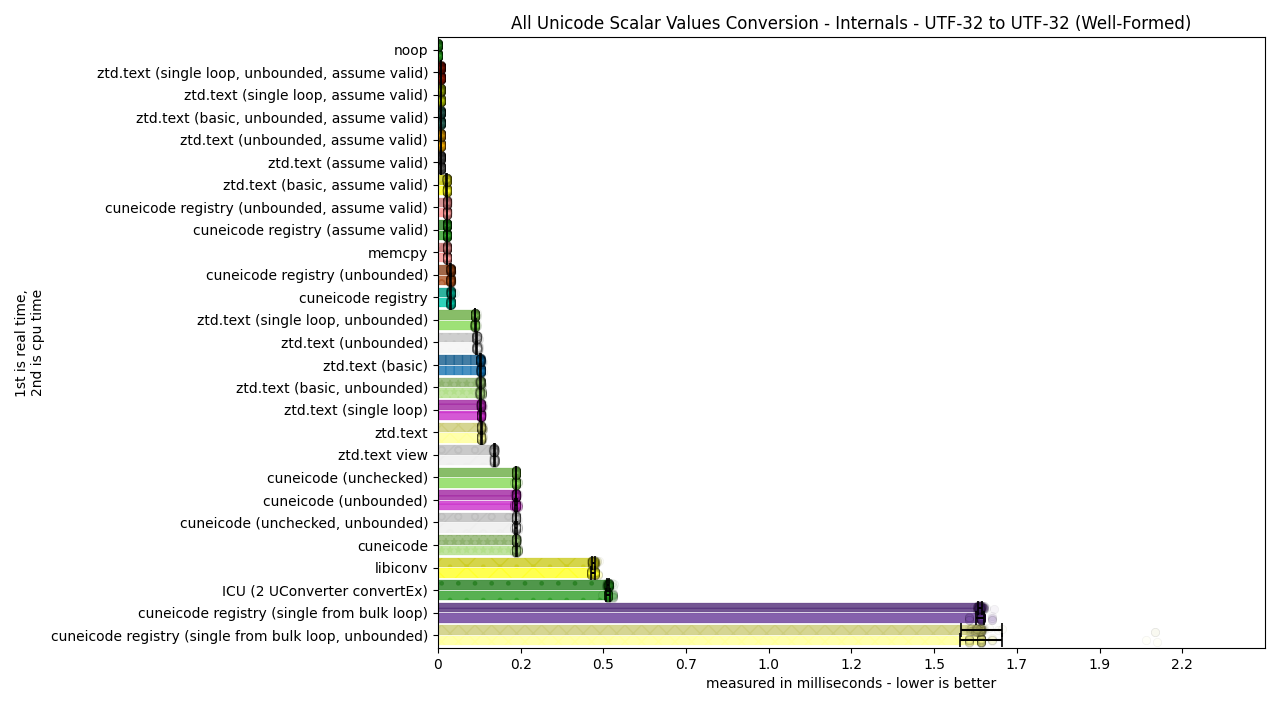 All Unicode Scalar Values Conversion - Internals - UTF-32 to UTF-32 (Well-Formed)
1st is real time,
2nd is cpu time
noop
ztd.text (single loop, unbounded, assume valid)
ztd.text (single loop, assume valid)
ztd.text (basic, unbounded, assume valid)
ztd.text (unbounded, assume valid)
ztd.text (assume valid)
ztd.text (basic, assume valid)
cuneicode registry (unbounded, assume valid)
cuneicode registry (assume valid)
memcpy
cuneicode registry (unbounded)
cuneicode registry
ztd.text (single loop, unbounded)
ztd.text (unbounded)
ztd.text (basic)
ztd.text (basic, unbounded)
ztd.text (single loop)
ztd.text
ztd.text view
cuneicode (unchecked)
cuneicode (unbounded)
cuneicode (unchecked, unbounded)
cuneicode
libiconv
ICU (2 UConverter convertEx)
cuneicode registry (single from bulk loop)
cuneicode registry (single from bulk loop, unbounded)
0 0.2 0.5 0.7 1.0 1.2 1.5 1.7 1.9 2.2
measured in milliseconds - lower is better